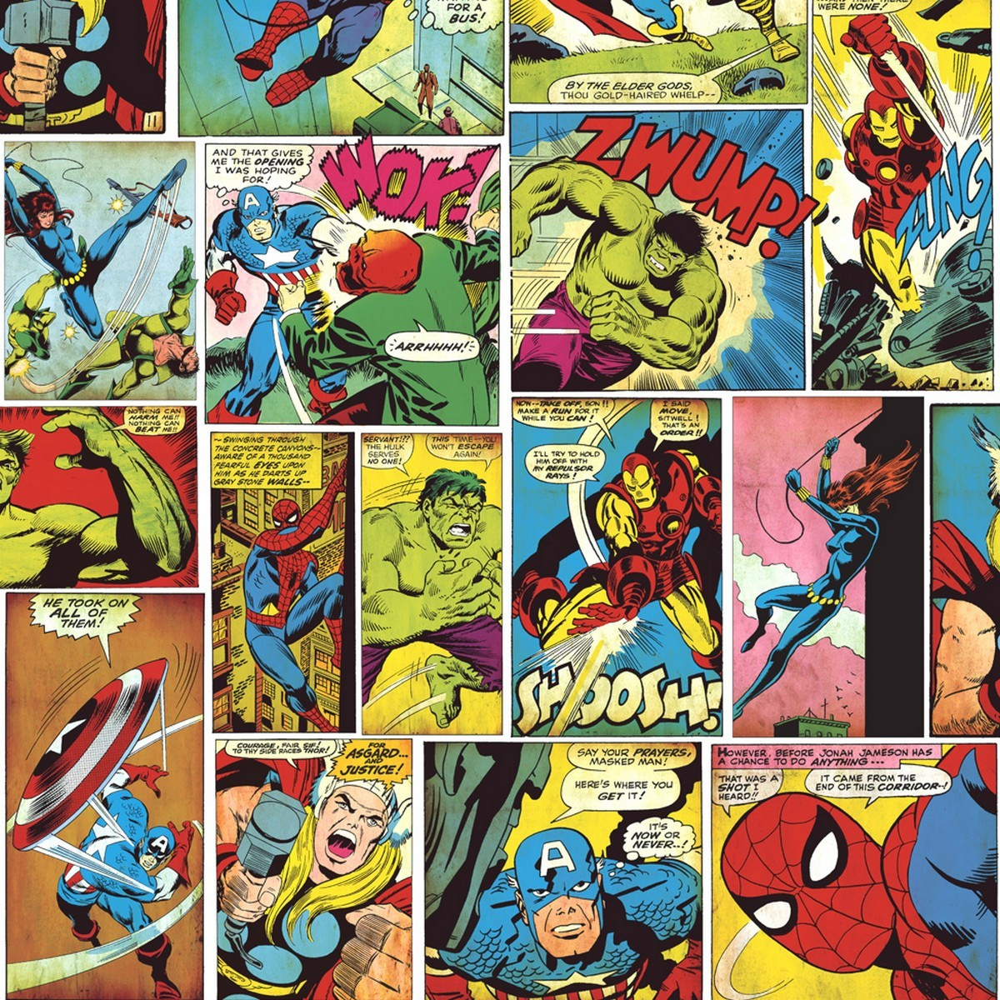 FOR A
BUS!
BY THE ELDER GODS,
THOU GOLD-HAIRED WHELP--
WERE NONE!
11
AND THAT GIVES
ME THE OPENING
I WAS HOPING
FOR!
WOK!
ARRHHHH!
ZWUMP!
ZUNG!
NOTHING CAN
HARM ME!!
NOTHING CAN
BEAT ME!!
~SWINGING THROUGH
THE CONCRETE CANYONS--
AWARE OF A THOUSAND
FEARFUL EYES UPON
HIM AS HE DARTS UP
GRAY STONE WALLS--
SERVANT!?!
THE HULK
SERVES
NO ONE!
THIS TIME--YOU
WON'T ESCAPE
AGAIN!
NOW--TAKE OFF, SON!!
MAKE A RUN FOR IT
WHILE YOU CAN!
I SAID
MOVE,
SITWELL!
THAT'S AN
ORDER!!
I'LL TRY TO HOLD
HIM OFF WITH
MY REPULSOR
RAYS!
SHOOSH!
HE TOOK ON
ALL OF
THEM!
A
COURAGE, FAIR SIF!
TO THY SIDE RACES THOR!
FOR
ASGARD...
AND
JUSTICE!
SAY YOUR PRAYERS,
MASKED MAN!
HERE'S WHERE YOU
GET IT!
IT'S
NOW OR
NEVER..!
A
HOWEVER, BEFORE JONAH JAMESON HAS
A CHANCE TO DO ANYTHING---
THAT WAS A
SHOT I
HEARD!!
IT CAME FROM THE
END OF THIS CORRIDOR--!